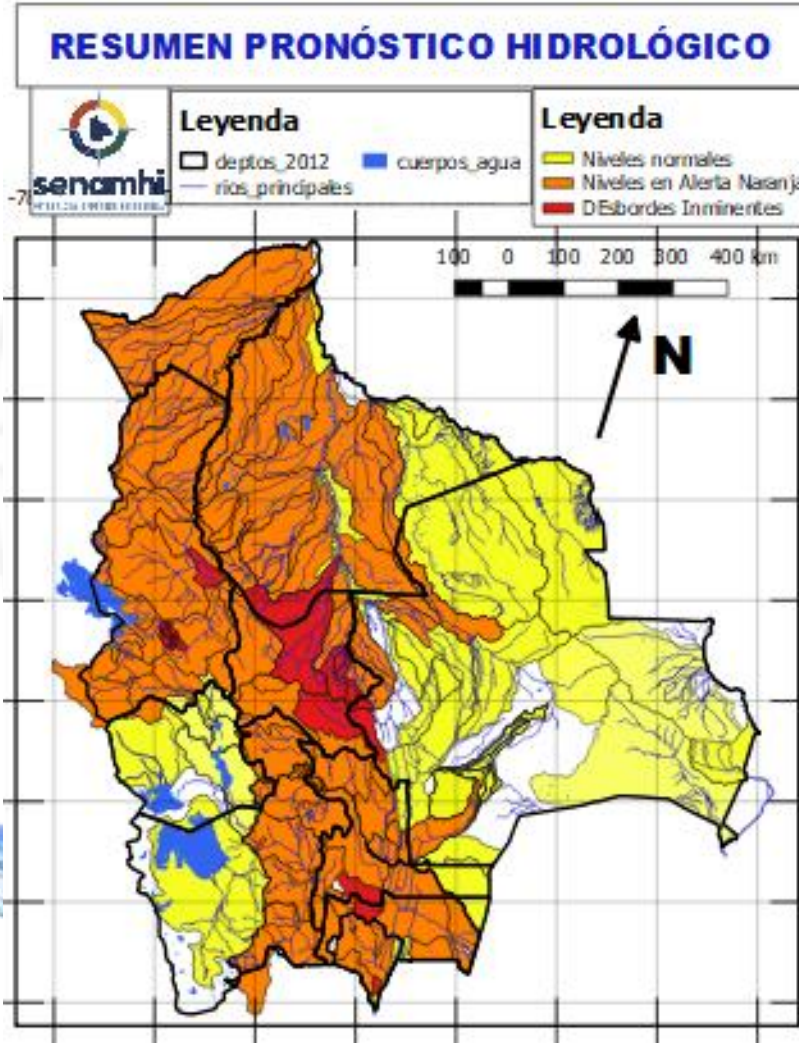 RESUMEN PRONÓSTICO HIDROLÓGICO
senamhi
Leyenda
deptos_2012
cuerpos_agua
rios_principales
Leyenda
Niveles normales
Niveles en Alerta Naranja
DEsbordes Inminentes
100 0 100 200 300 400 km
N